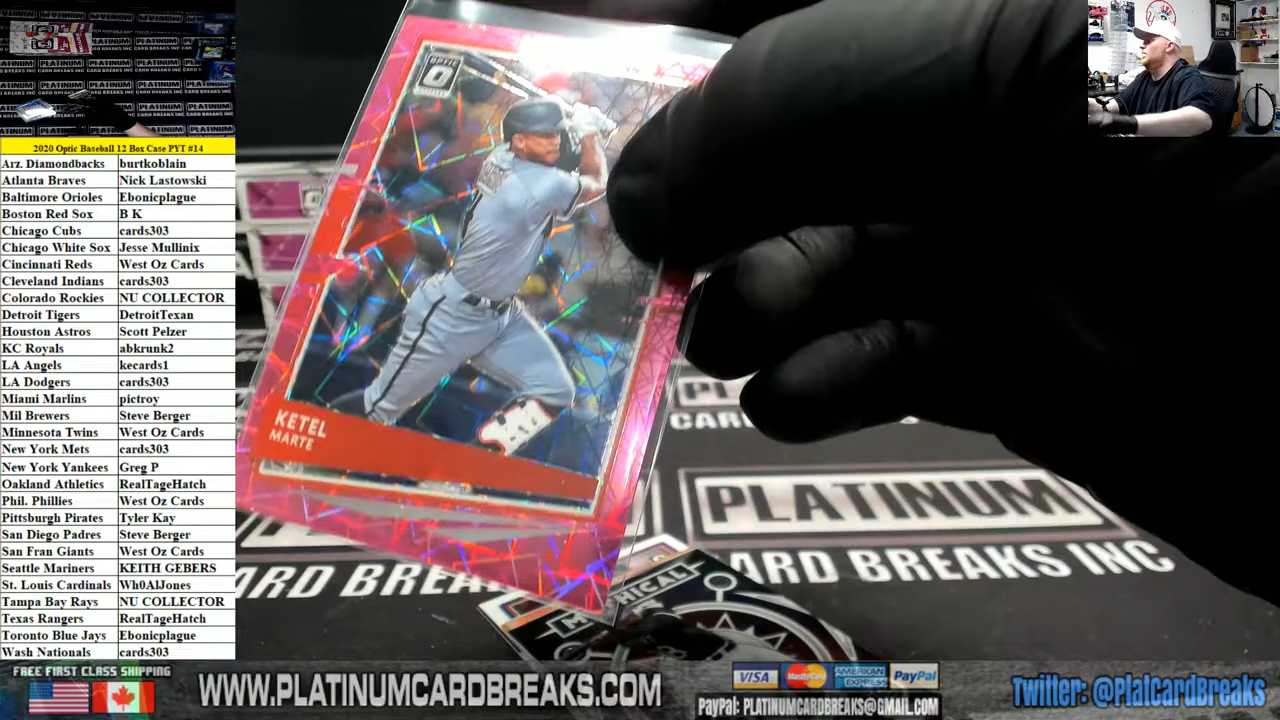 2020 Optic Baseball 12 Box Case PYT #14
Arz. Diamondbacks burtkoblain
Atlanta Braves Nick Lastowski
Baltimore Orioles Ebonicplague
Boston Red Sox B K
Chicago Cubs cards303
Chicago White Sox Jesse Mullinix
Cincinnati Reds West Oz Cards
Cleveland Indians cards303
Colorado Rockies NU COLLECTOR
Detroit Tigers DetroitTexan
Houston Astros Scott Pelzer
KC Royals abkrunk2
LA Angels kecards1
LA Dodgers cards303
Miami Marlins pictroy
Mil Brewers Steve Berger
Minnesota Twins West Oz Cards
New York Mets cards303
New York Yankees Greg P
Oakland Athletics RealTageHatch
Phil. Phillies West Oz Cards
Pittsburgh Pirates Tyler Kay
San Diego Padres Steve Berger
San Fran Giants West Oz Cards
Seattle Mariners KEITH GEBERS
St. Louis Cardinals Wh0AlJones
Tampa Bay Rays NU COLLECTOR
Texas Rangers RealTageHatch
Toronto Blue Jays Ebonicplague
Wash Nationals cards303
OPTIC
KETEL
MARTE
PLATINUM
CARD BREAKS INC
FREE FIRST CLASS SHIPPING
WWW.PLATINUMCARDBREAKS.COM
VISA MasterCard AMERICAN EXPRESS PayPal
PayPal: PLATINUMCARDBREAKS@GMAIL.COM
Twitter: @PlatCardBreaks